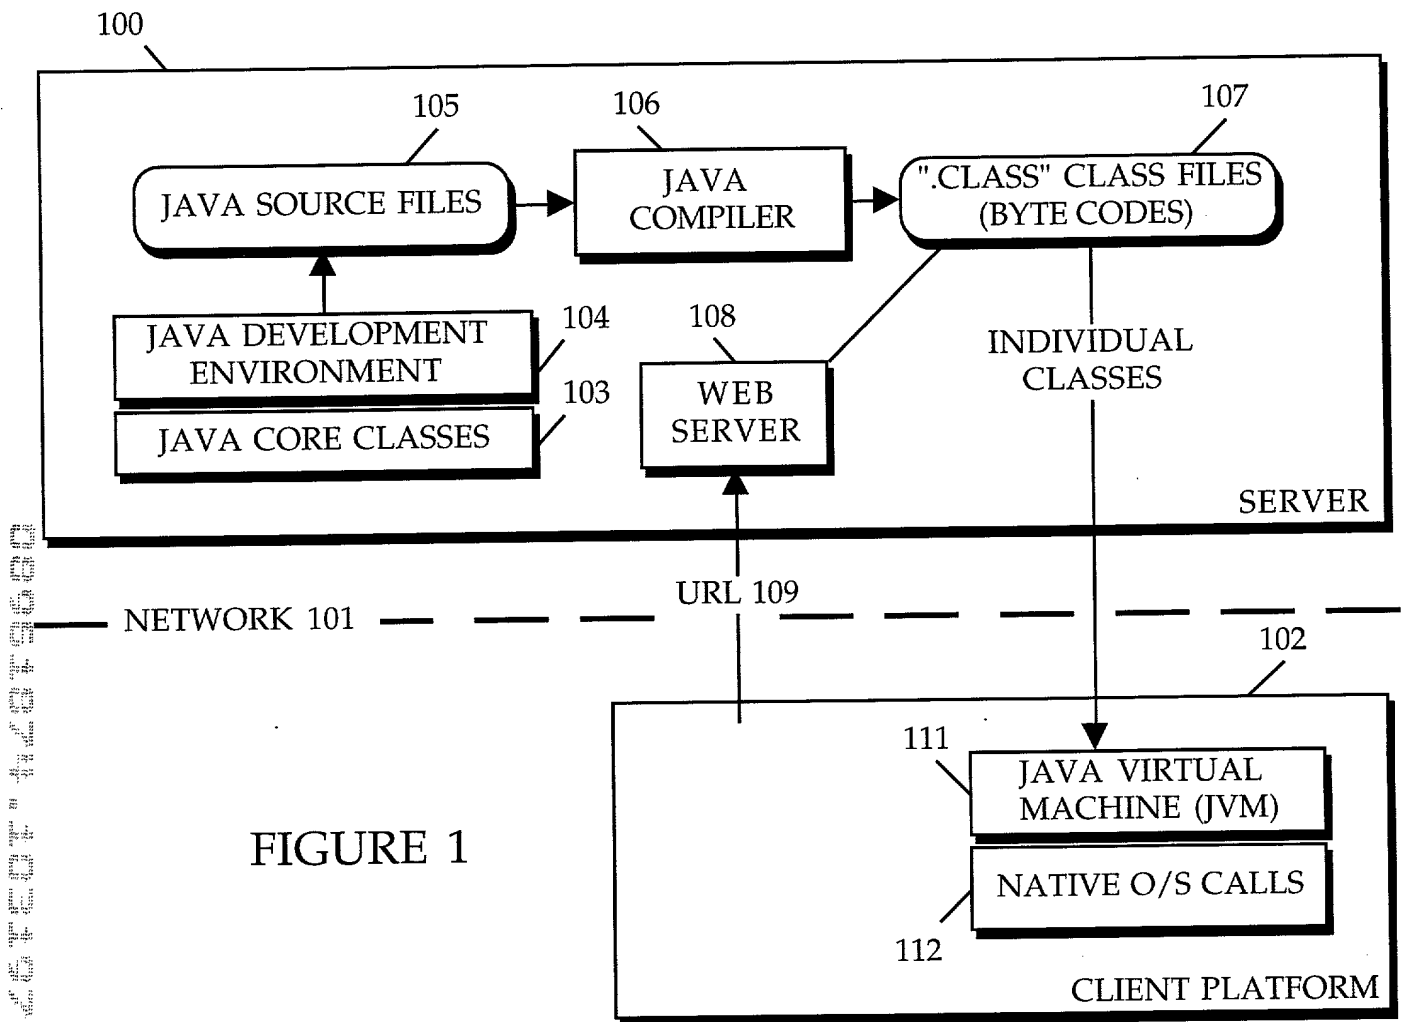 100
105
106
107
JAVA SOURCE FILES
JAVA
COMPILER
".CLASS" CLASS FILES
(BYTE CODES)
JAVA DEVELOPMENT
ENVIRONMENT
104
108
INDIVIDUAL
CLASSES
103
JAVA CORE CLASSES
WEB
SERVER
SERVER
URL 109
NETWORK 101
102
111
JAVA VIRTUAL
MACHINE (JVM)
FIGURE 1
NATIVE O/S CALLS
112
CLIENT PLATFORM